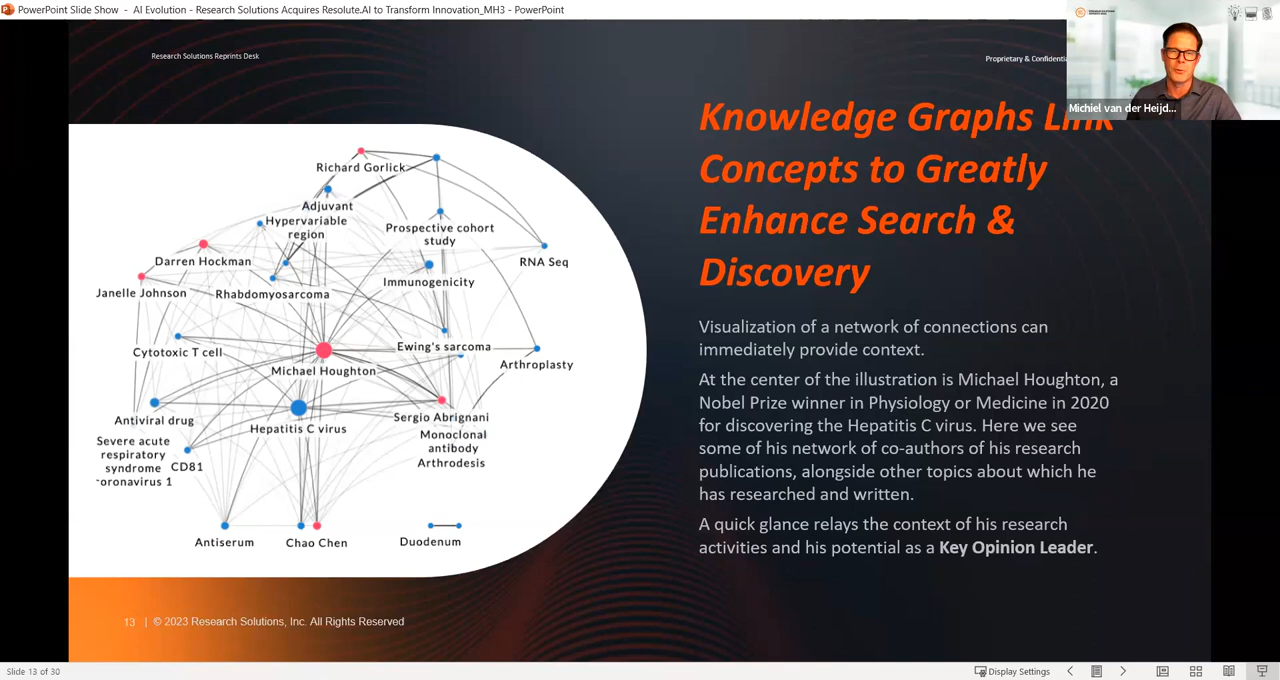 PowerPoint Slide Show - AI Evolution - Research Solutions Acquires Resolute.AI to Transform Innovation_MH3 - PowerPoint
Research Solutions Reprints Desk
Proprietary & Confidentia
Michiel van der Heijd...
Knowledge Graphs Link
Concepts to Greatly
Enhance Search &
Discovery
Richard Gorlick
Adjuvant
Hypervariable
region
Prospective cohort
study
Darren Hockman
RNA Seq
Janelle Johnson
Rhabdomyosarcoma
Immunogenicity
Cytotoxic T cell
Ewing's sarcoma
Michael Houghton
Arthroplasty
Antiviral drug
Hepatitis C virus
Sergio Abrignani
Severe acute
respiratory
syndrome
oronavirus 1
CD81
Monoclonal
antibody
Arthrodesis
Antiserum
Chao Chen
Duodenum
Visualization of a network of connections can
immediately provide context.
At the center of the illustration is Michael Houghton, a
Nobel Prize winner in Physiology or Medicine in 2020
for discovering the Hepatitis C virus. Here we see
some of his network of co-authors of his research
publications, alongside other topics about which he
has researched and written.
A quick glance relays the context of his research
activities and his potential as a Key Opinion Leader.
13 | © 2023 Research Solutions, Inc. All Rights Reserved
Slide 13 of 30
Display Settings